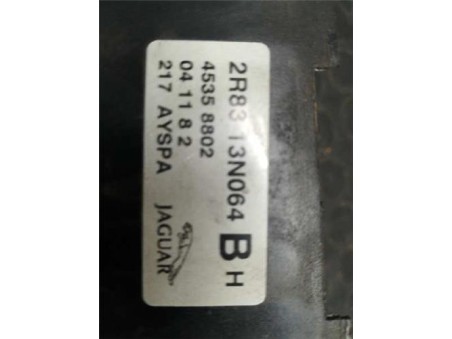 2R83 13N064 B H
4535 8802
04 11 8 2
217 AYSPA JAGUAR